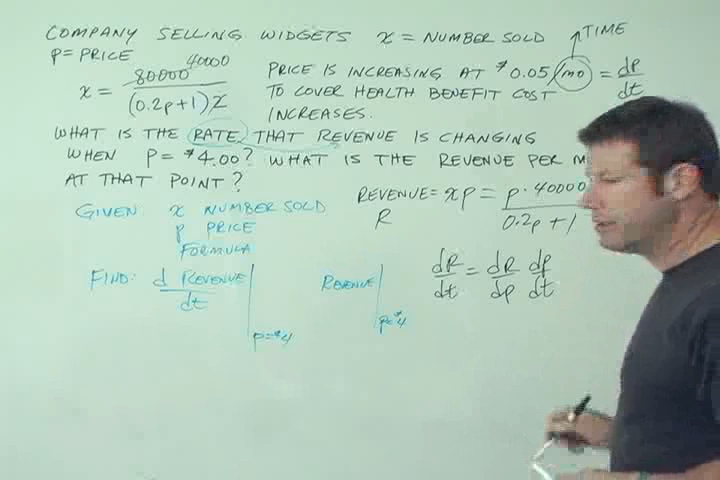 COMPANY SELLING WIDGETS x = NUMBER SOLD
TIME
P = PRICE
x = 80000 40000 / (0.2p+1) 2
PRICE IS INCREASING AT $0.05/mo = dp/dt
TO COVER HEALTH BENEFIT COST
INCREASES.
WHAT IS THE RATE THAT REVENUE IS CHANGING
WHEN P = $4.00? WHAT IS THE REVENUE PER M
AT THAT POINT?
REVENUE = xp = p · 40000 / 0.2p + 1
R
GIVEN x NUMBER SOLD
p PRICE
FORMULA
FIND: d REVENUE / dt | p=$4
REVENUE | p=$4
dR/dt = dR/dp dp/dt